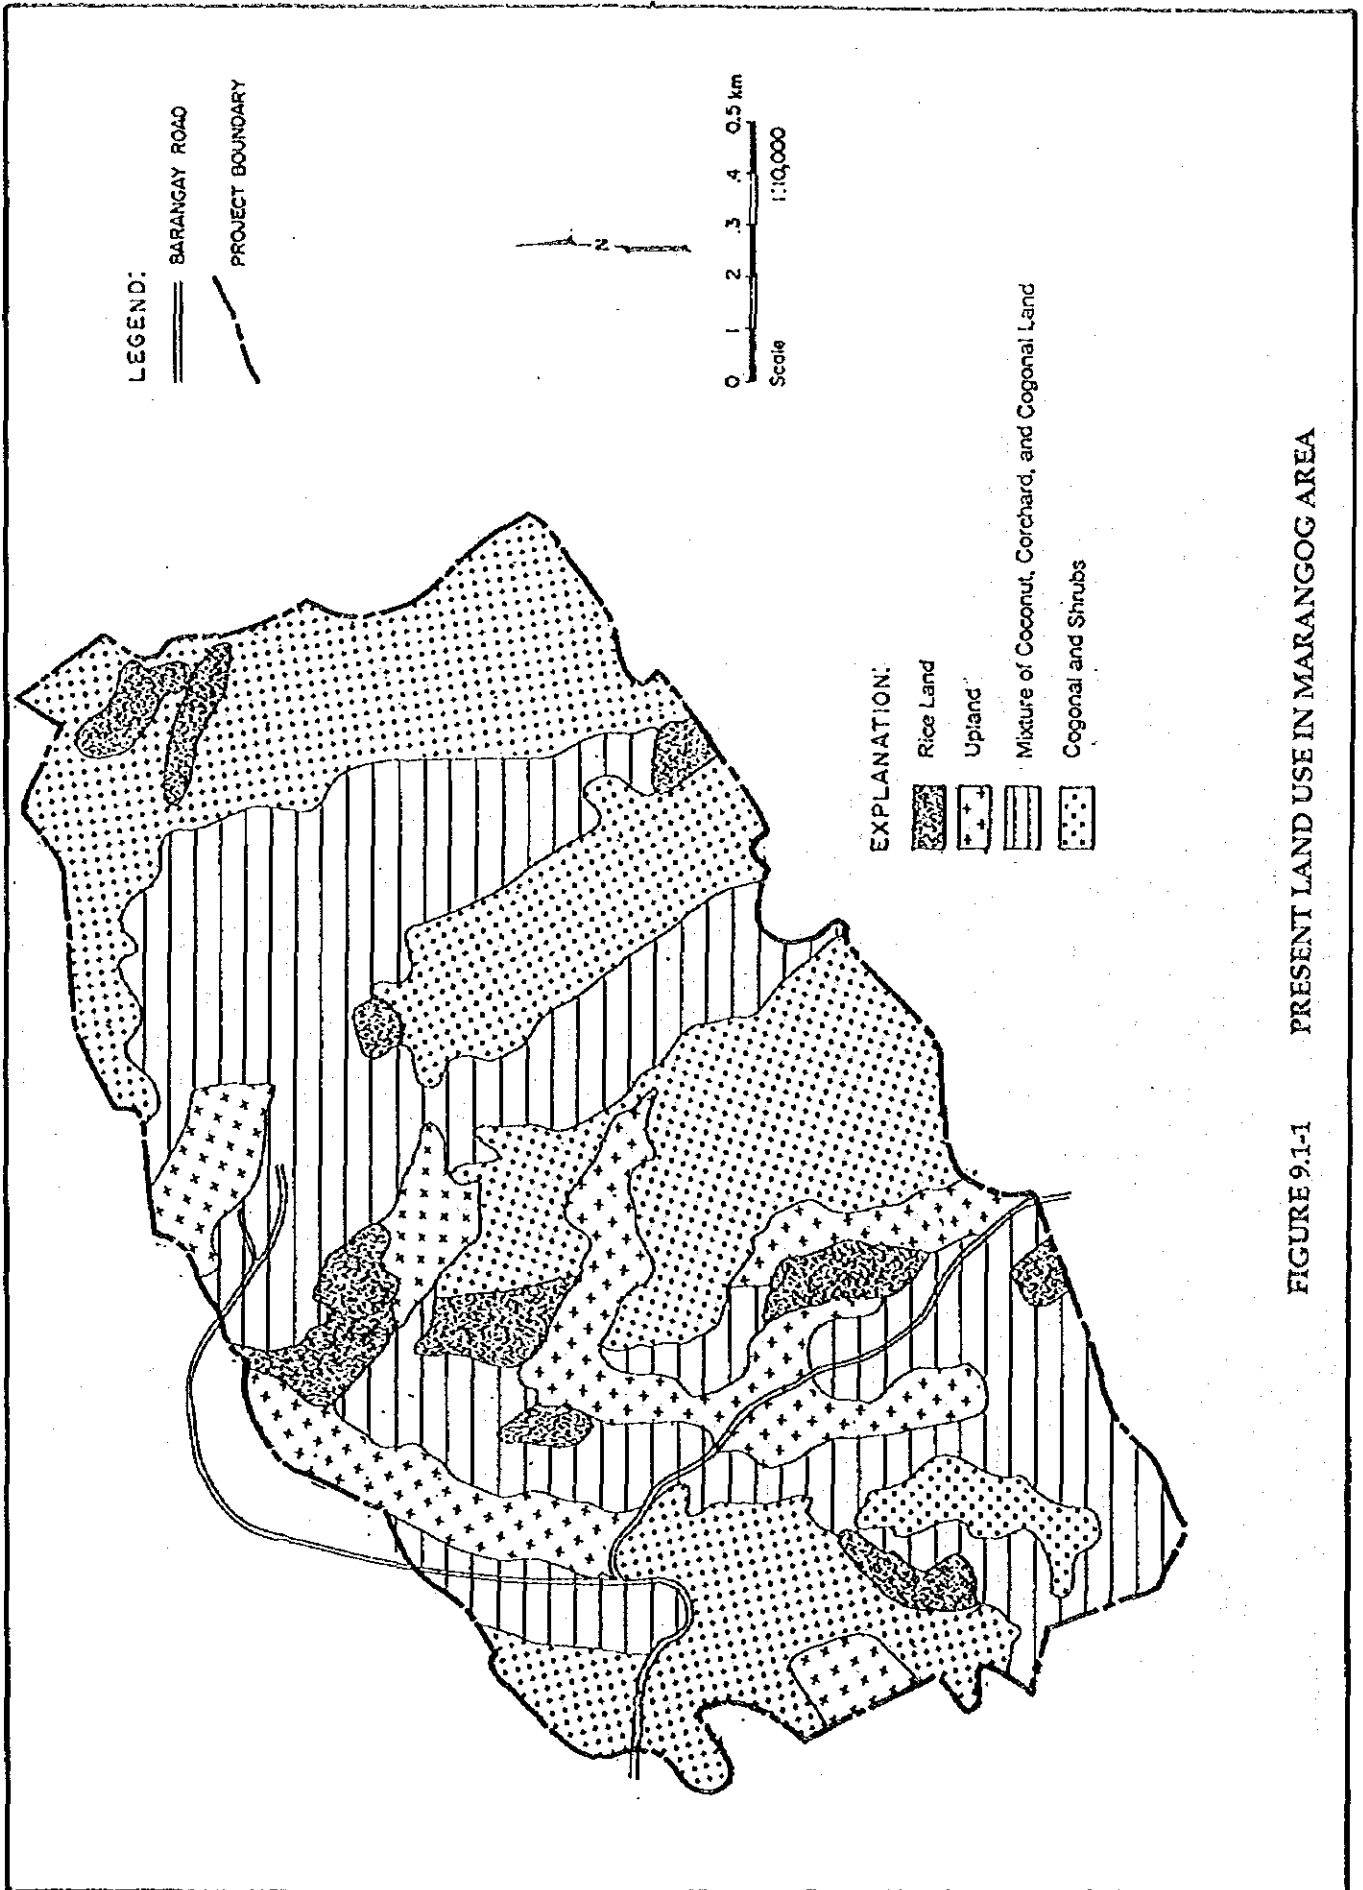 LEGEND:
BARANGAY ROAD
PROJECT BOUNDARY
N
0 1 2 .3 .4 0.5 km
Scale 1:10,000
EXPLANATION:
Rice Land
Upland
Mixture of Coconut, Corchard, and Cogonal Land
Cogonal and Shrubs
FIGURE 9.1-1 PRESENT LAND USE IN MARANGOG AREA